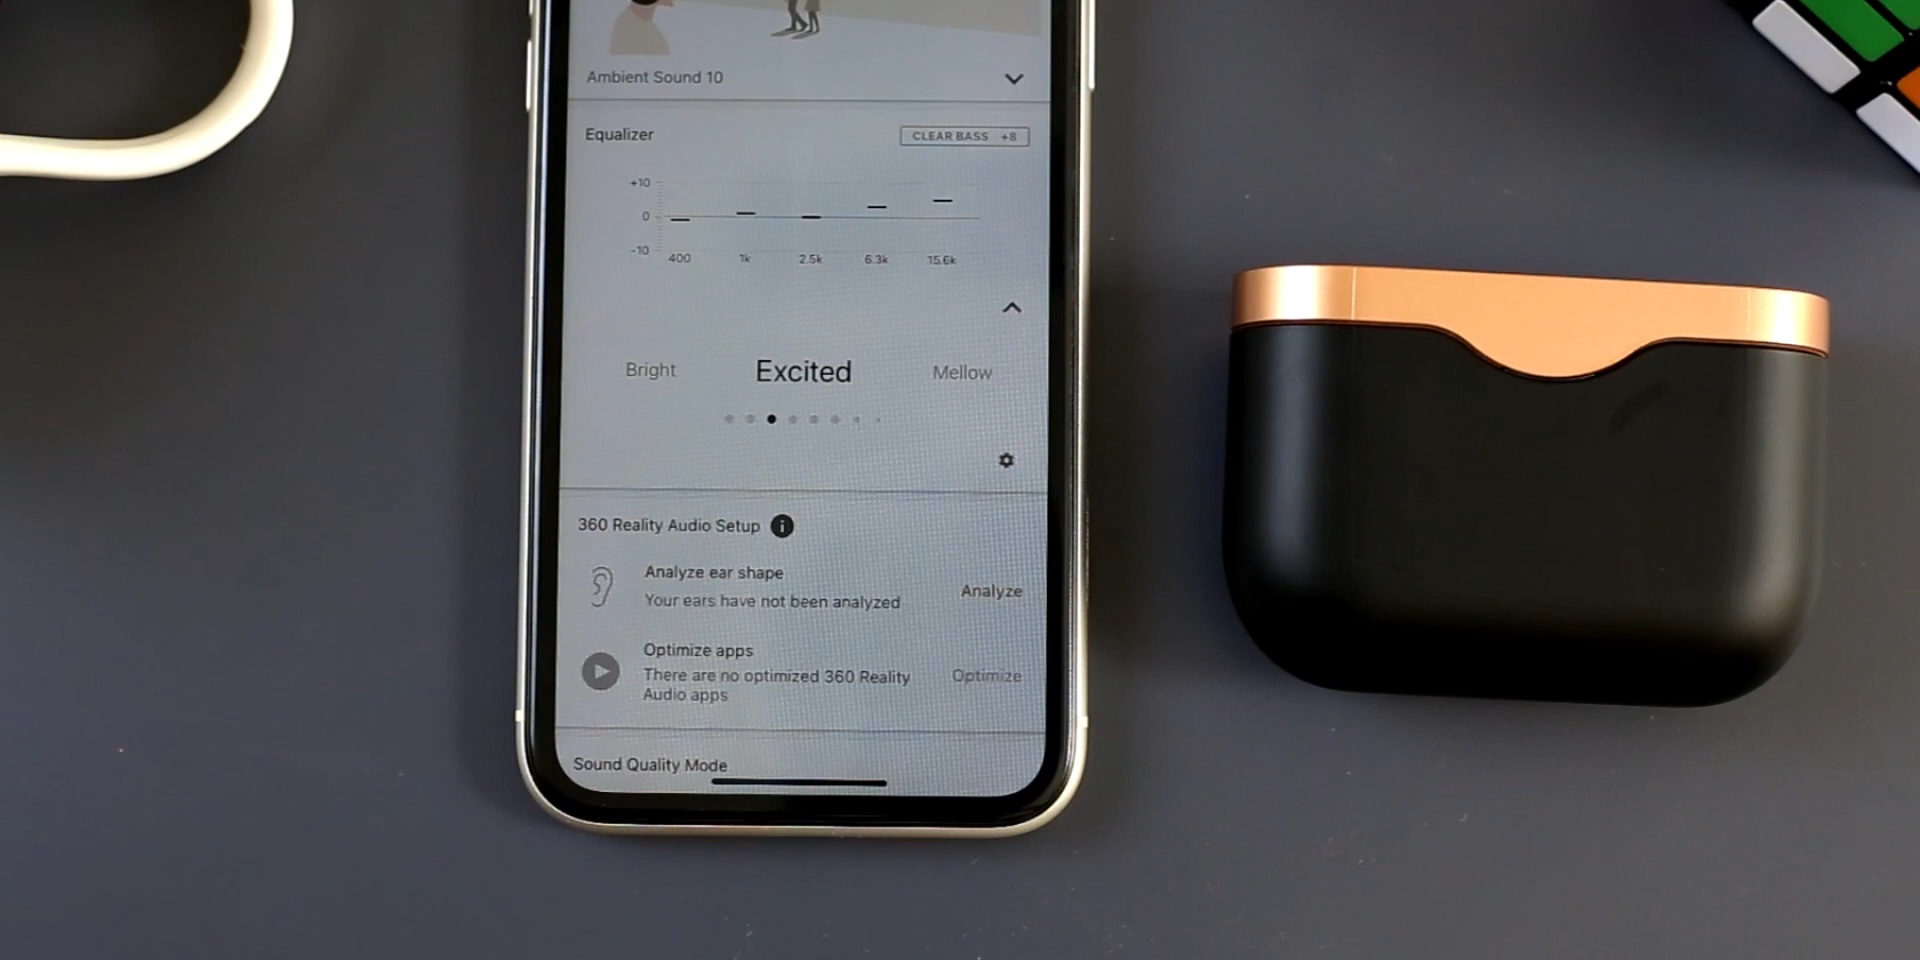 Ambient Sound 10
Equalizer
CLEAR BASS +8
+10
0
-10
400 1k 2.5k 6.3k 15.6k
Bright Excited Mellow
360 Reality Audio Setup i
Analyze ear shape
Your ears have not been analyzed
Analyze
Optimize apps
There are no optimized 360 Reality
Audio apps
Optimize
Sound Quality Mode